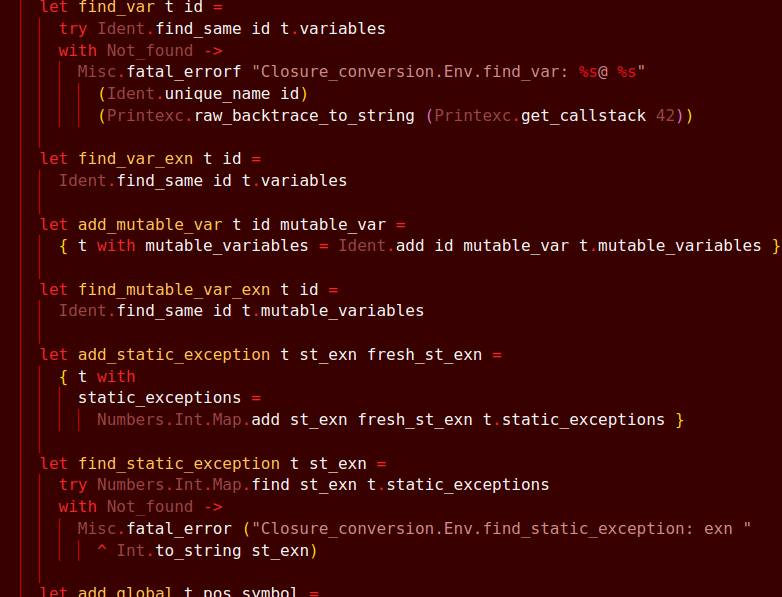 let find_var t id =
try Ident.find_same id t.variables
with Not_found ->
Misc.fatal_errorf "Closure_conversion.Env.find_var: %s@ %s"
(Ident.unique_name id)
(Printexc.raw_backtrace_to_string (Printexc.get_callstack 42))
let find_var_exn t id =
Ident.find_same id t.variables
let add_mutable_var t id mutable_var =
{ t with mutable_variables = Ident.add id mutable_var t.mutable_variables }
let find_mutable_var_exn t id =
Ident.find_same id t.mutable_variables
let add_static_exception t st_exn fresh_st_exn =
{ t with
static_exceptions =
Numbers.Int.Map.add st_exn fresh_st_exn t.static_exceptions }
let find_static_exception t st_exn =
try Numbers.Int.Map.find st_exn t.static_exceptions
with Not_found ->
Misc.fatal_error ("Closure_conversion.Env.find_static_exception: exn "
^ Int.to_string st_exn)
let add_global t pos symbol =